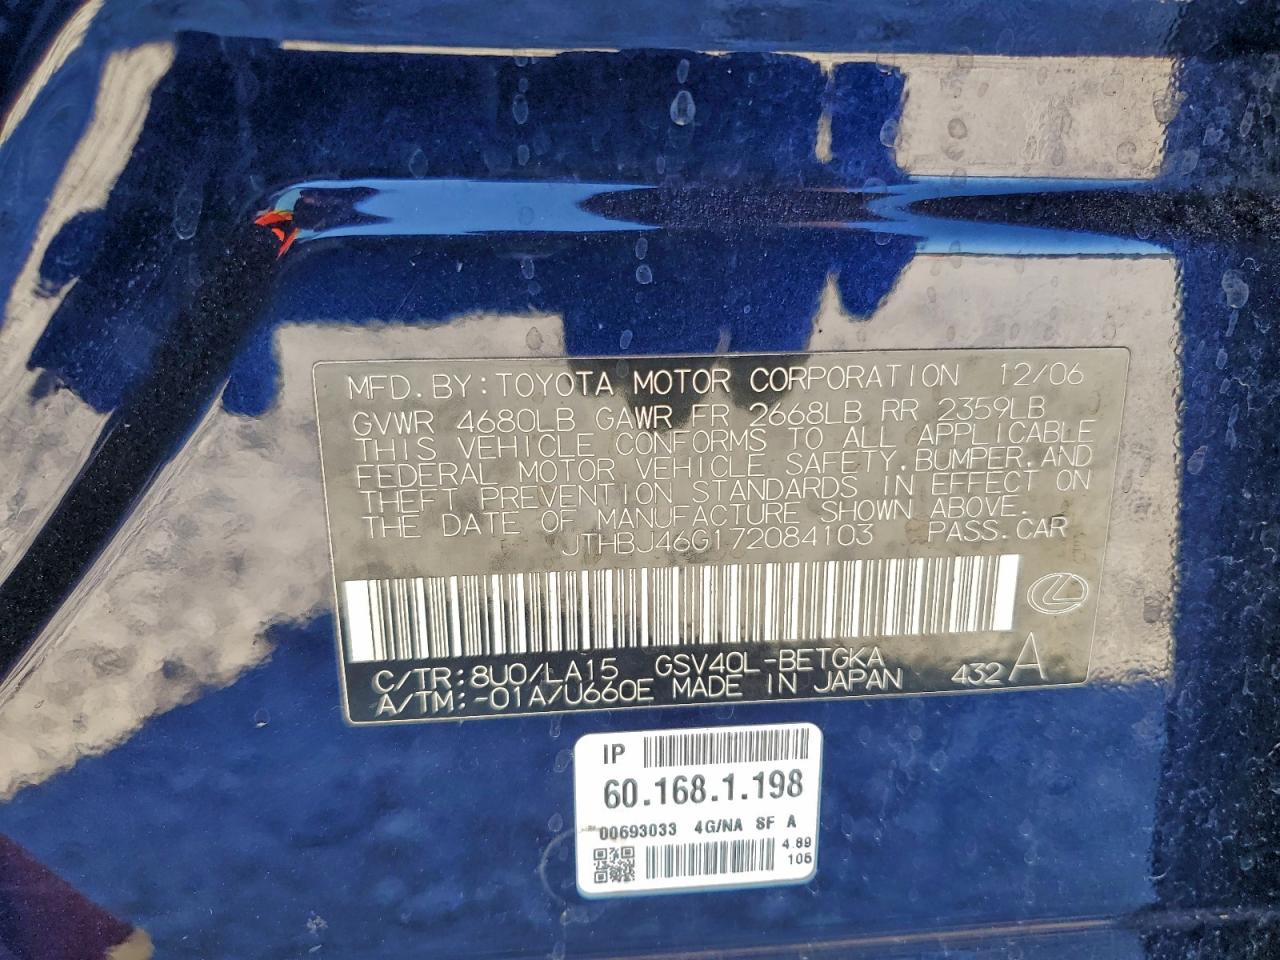 MFD. BY: TOYOTA MOTOR CORPORATION 12/06
GVWR 4680LB GAWR FR 2668LB RR 2359LB
THIS VEHICLE CONFORMS TO ALL APPLICABLE
FEDERAL MOTOR VEHICLE SAFETY, BUMPER, AND
THEFT PREVENTION STANDARDS IN EFFECT ON
THE DATE OF MANUFACTURE SHOWN ABOVE.
JTHBJ46G172084103 PASS. CAR
C/TR: 8U0/LA15 GSV40L-BETGKA
A/TM: -01A/U660E MADE IN JAPAN 432 A
IP
60.168.1.198
00693033 4G/NA SF A
4.89
105